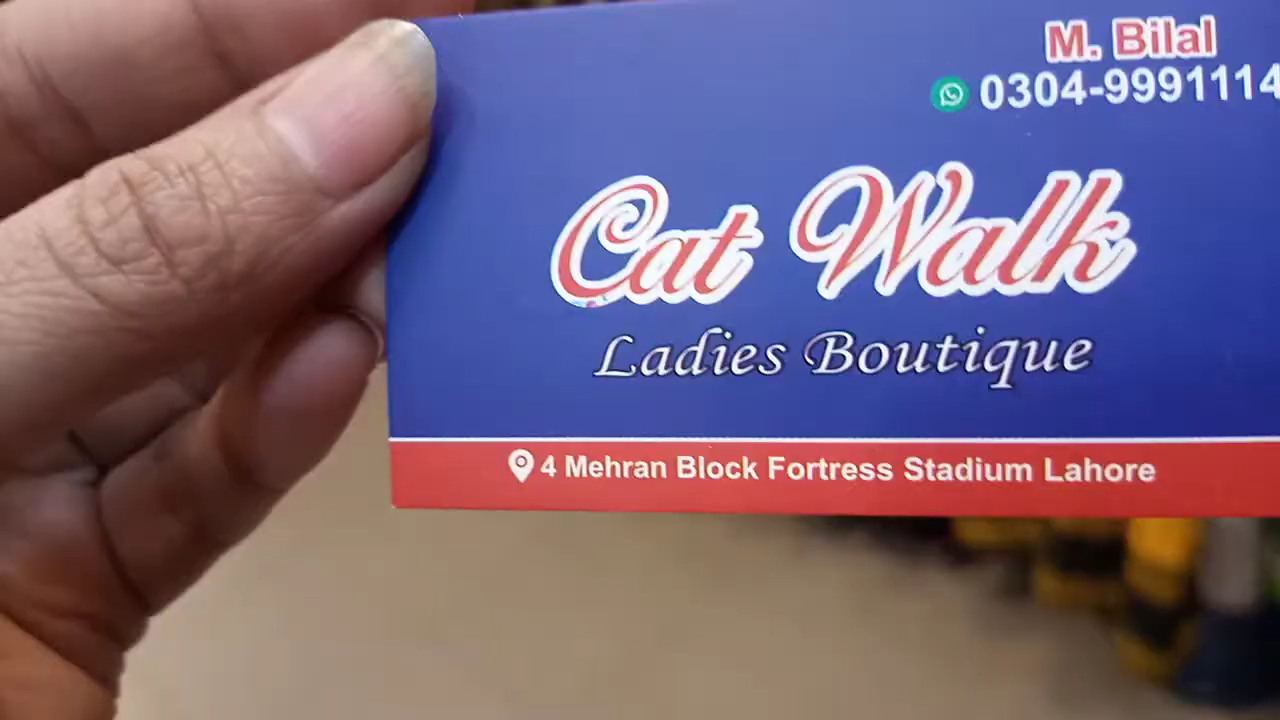 M. Bilal
0304-9991114
Cat Walk
Ladies Boutique
4 Mehran Block Fortress Stadium Lahore